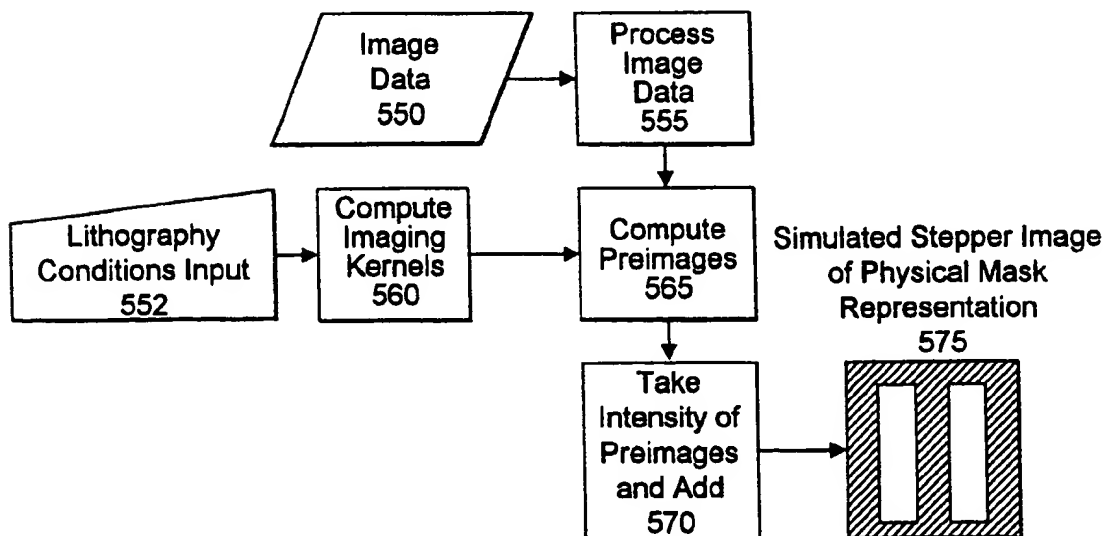 Image
Data
550
Process
Image
Data
555
Lithography
Conditions Input
552
Compute
Imaging
Kernels
560
Compute
Preimages
565
Simulated Stepper Image
of Physical Mask
Representation
575
Take
Intensity of
Preimages
and Add
570